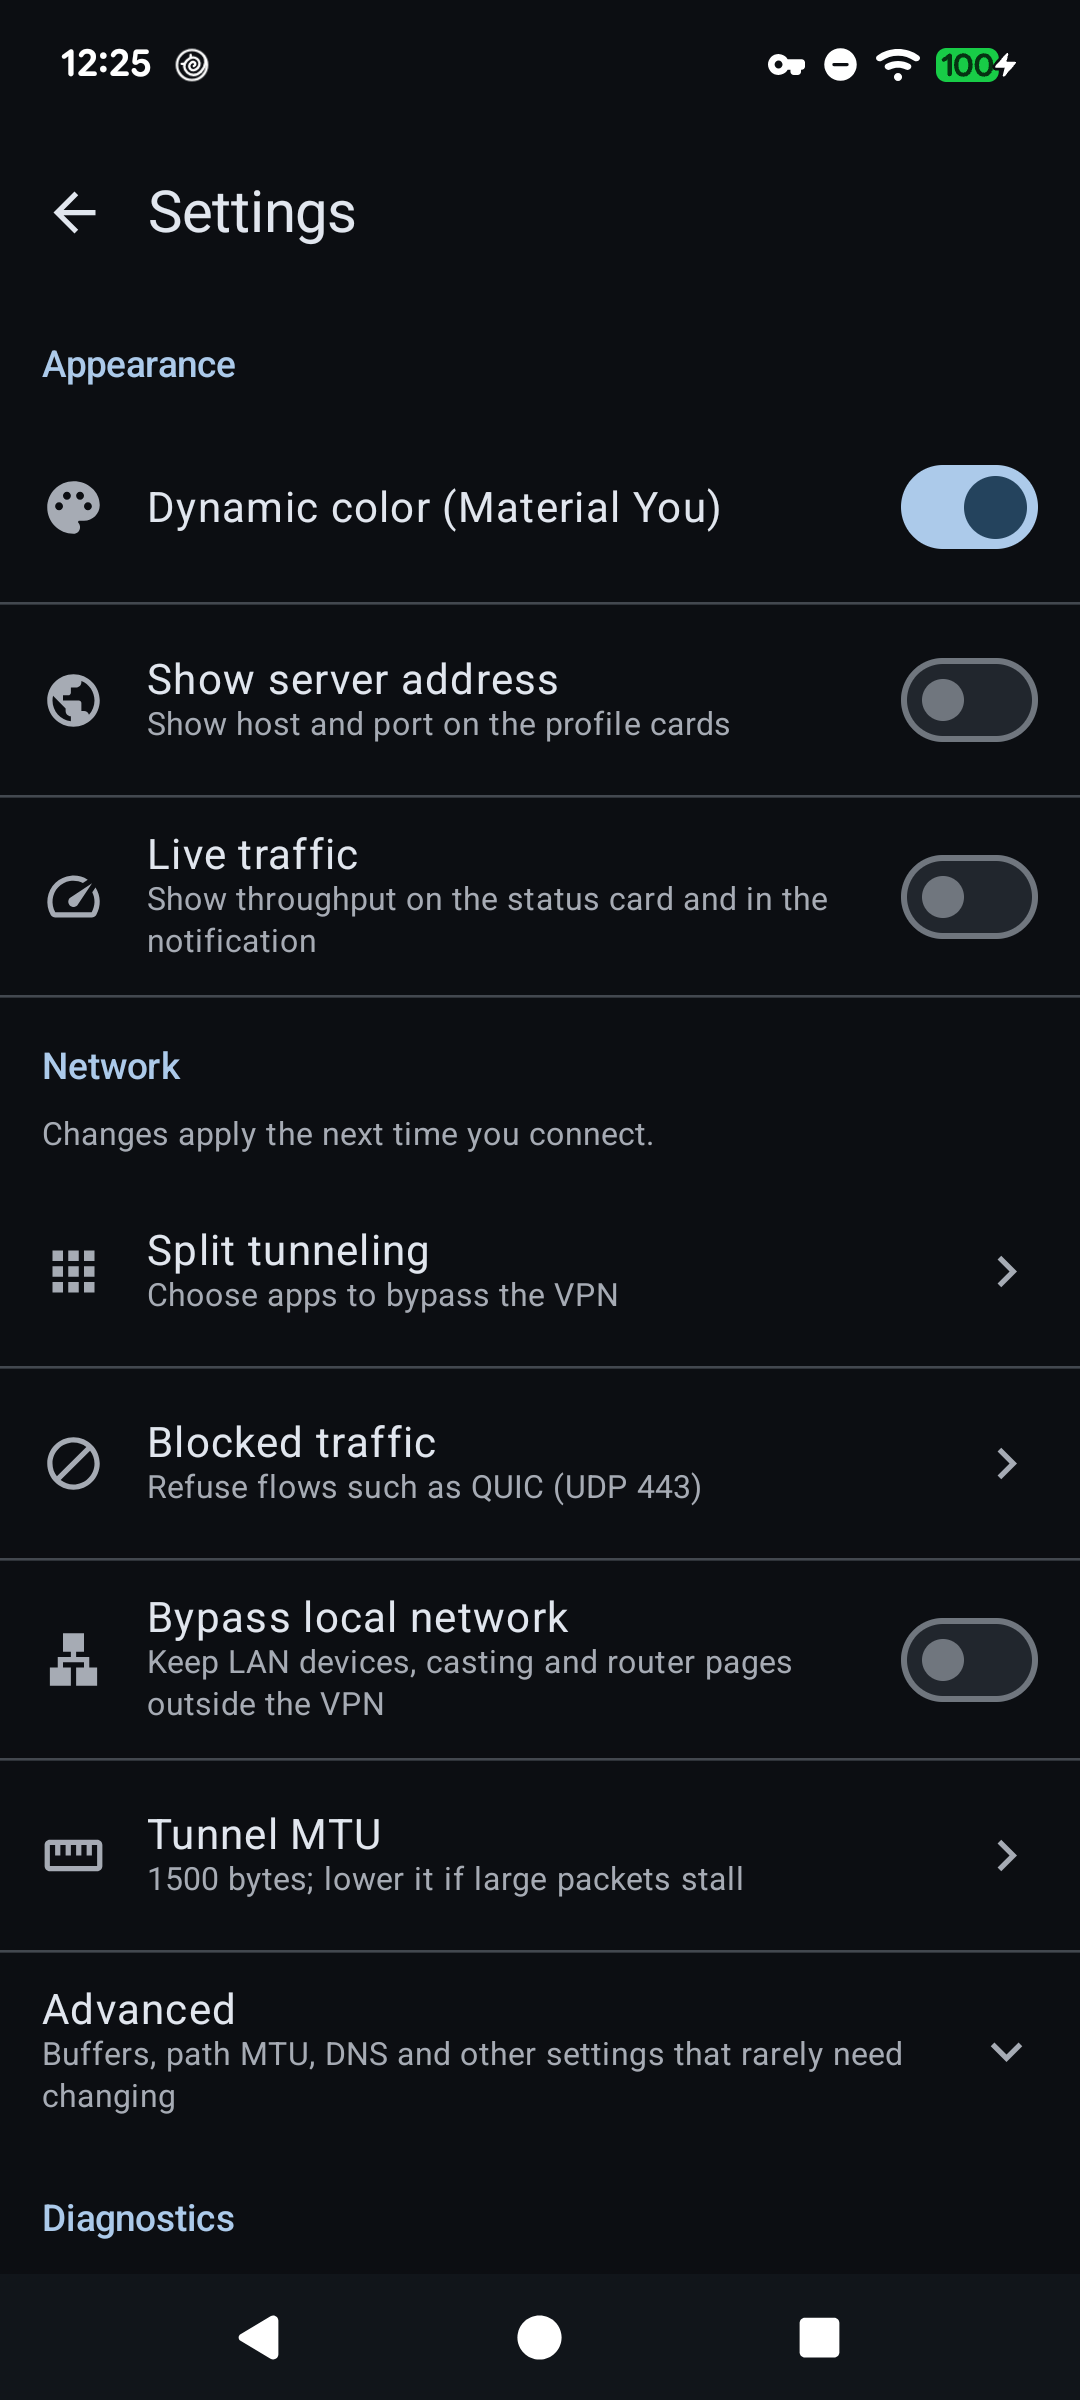 12:25
100
Settings
Appearance
Dynamic color (Material You)
Show server address
Show host and port on the profile cards
Live traffic
Show throughput on the status card and in the
notification
Network
Changes apply the next time you connect.
Split tunneling
Choose apps to bypass the VPN
Blocked traffic
Refuse flows such as QUIC (UDP 443)
Bypass local network
Keep LAN devices, casting and router pages
outside the VPN
Tunnel MTU
1500 bytes; lower it if large packets stall
Advanced
Buffers, path MTU, DNS and other settings that rarely need
changing
Diagnostics